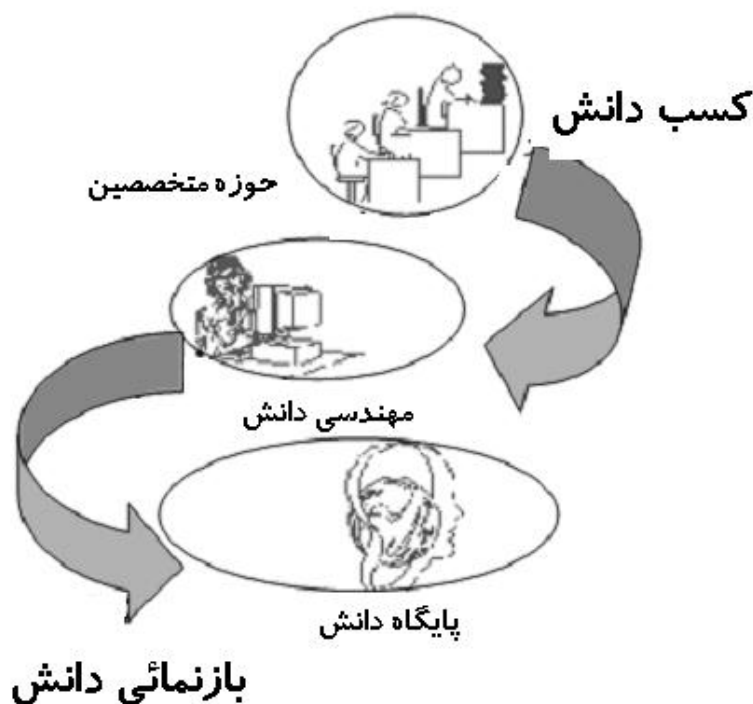 کسب دانش
حوزه متخصصین
مهندسی دانش
پایگاه دانش
بازنمائی دانش